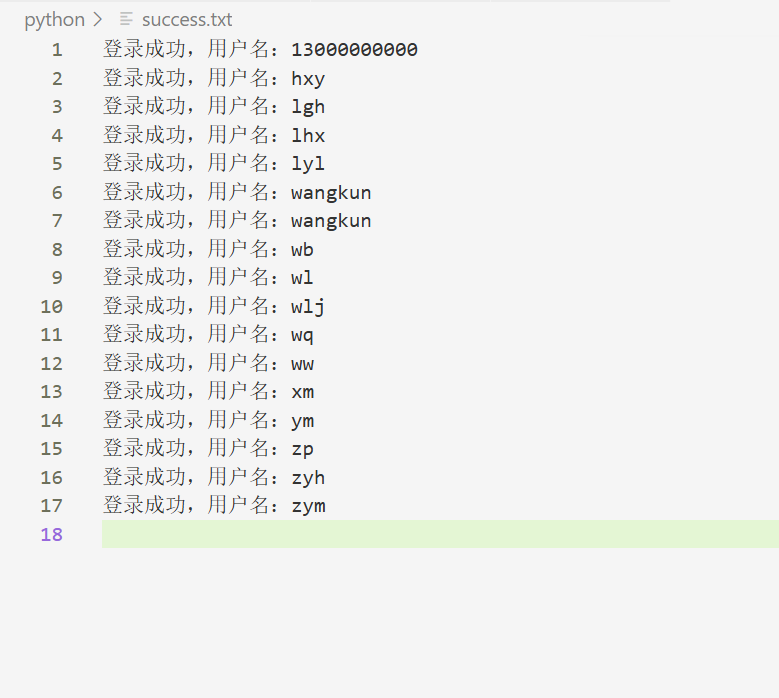 python > success.txt
1 登录成功，用户名：13000000000
2 登录成功，用户名：hxy
3 登录成功，用户名：lgh
4 登录成功，用户名：lhx
5 登录成功，用户名：lyl
6 登录成功，用户名：wangkun
7 登录成功，用户名：wangkun
8 登录成功，用户名：wb
9 登录成功，用户名：wl
10 登录成功，用户名：wlj
11 登录成功，用户名：wq
12 登录成功，用户名：ww
13 登录成功，用户名：xm
14 登录成功，用户名：ym
15 登录成功，用户名：zp
16 登录成功，用户名：zyh
17 登录成功，用户名：zym
18